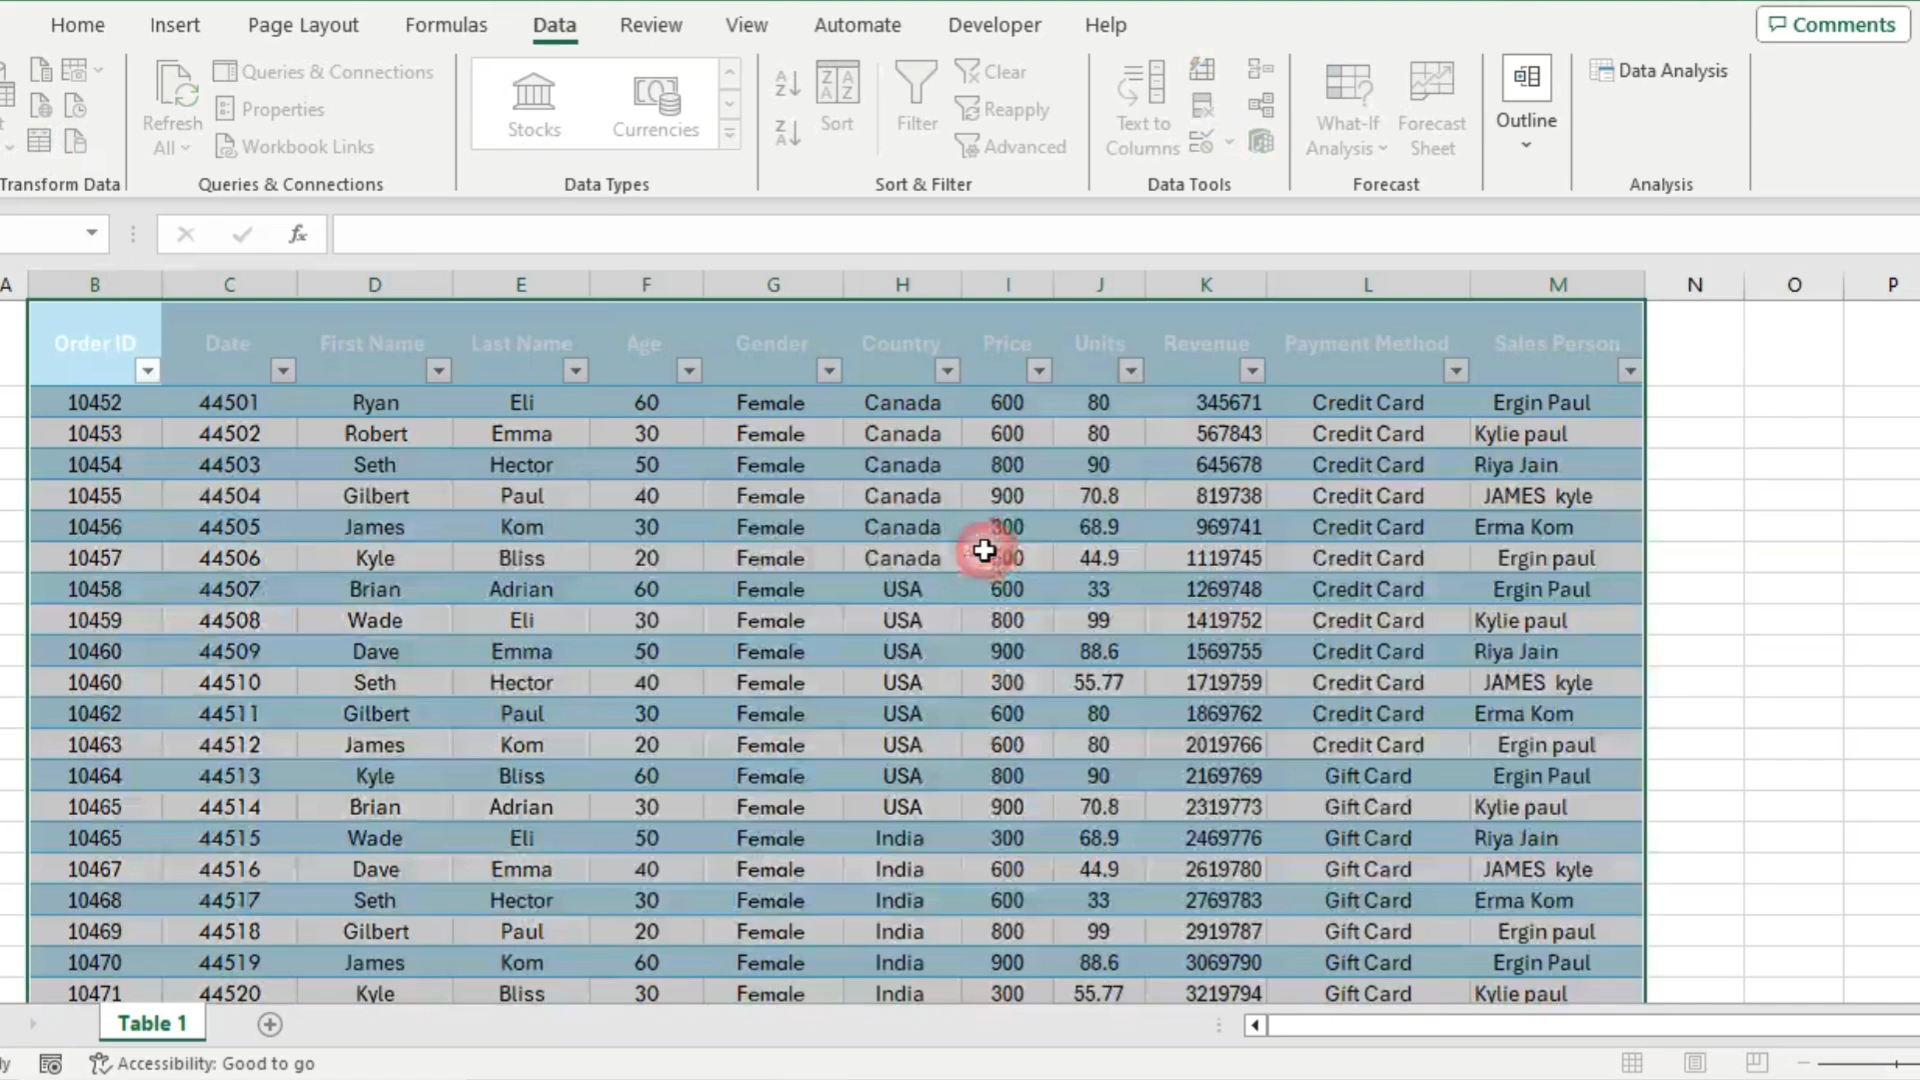 Home Insert Page Layout Formulas Data Review View Automate Developer Help Comments
Queries & Connections Clear Data Analysis
Properties Reapply
Refresh All Workbook Links Stocks Currencies Sort Filter Advanced Text to Columns What-If Analysis Forecast Sheet Outline
Transform Data Queries & Connections Data Types Sort & Filter Data Tools Forecast Analysis
fx
A B C D E F G H I J K L M N O P
Order ID Date First Name Last Name Age Gender Country Price Units Revenue Payment Method Sales Person
10452 44501 Ryan Eli 60 Female Canada 600 80 345671 Credit Card Ergin Paul
10453 44502 Robert Emma 30 Female Canada 600 80 567843 Credit Card Kylie paul
10454 44503 Seth Hector 50 Female Canada 800 90 645678 Credit Card Riya Jain
10455 44504 Gilbert Paul 40 Female Canada 900 70.8 819738 Credit Card JAMES kyle
10456 44505 James Kom 30 Female Canada 300 68.9 969741 Credit Card Erma Kom
10457 44506 Kyle Bliss 20 Female Canada 44.9 1119745 Credit Card Ergin paul
10458 44507 Brian Adrian 60 Female USA 600 33 1269748 Credit Card Ergin Paul
10459 44508 Wade Eli 30 Female USA 800 99 1419752 Credit Card Kylie paul
10460 44509 Dave Emma 50 Female USA 900 88.6 1569755 Credit Card Riya Jain
10460 44510 Seth Hector 40 Female USA 300 55.77 1719759 Credit Card JAMES kyle
10462 44511 Gilbert Paul 30 Female USA 600 80 1869762 Credit Card Erma Kom
10463 44512 James Kom 20 Female USA 600 80 2019766 Credit Card Ergin paul
10464 44513 Kyle Bliss 60 Female USA 800 90 2169769 Gift Card Ergin Paul
10465 44514 Brian Adrian 30 Female USA 900 70.8 2319773 Gift Card Kylie paul
10465 44515 Wade Eli 50 Female India 300 68.9 2469776 Gift Card Riya Jain
10467 44516 Dave Emma 40 Female India 600 44.9 2619780 Gift Card JAMES kyle
10468 44517 Seth Hector 30 Female India 600 33 2769783 Gift Card Erma Kom
10469 44518 Gilbert Paul 20 Female India 800 99 2919787 Gift Card Ergin paul
10470 44519 James Kom 60 Female India 900 88.6 3069790 Gift Card Ergin Paul
10471 44520 Kyle Bliss 30 Female India 300 55.77 3219794 Gift Card Kylie paul
Table 1
Accessibility: Good to go